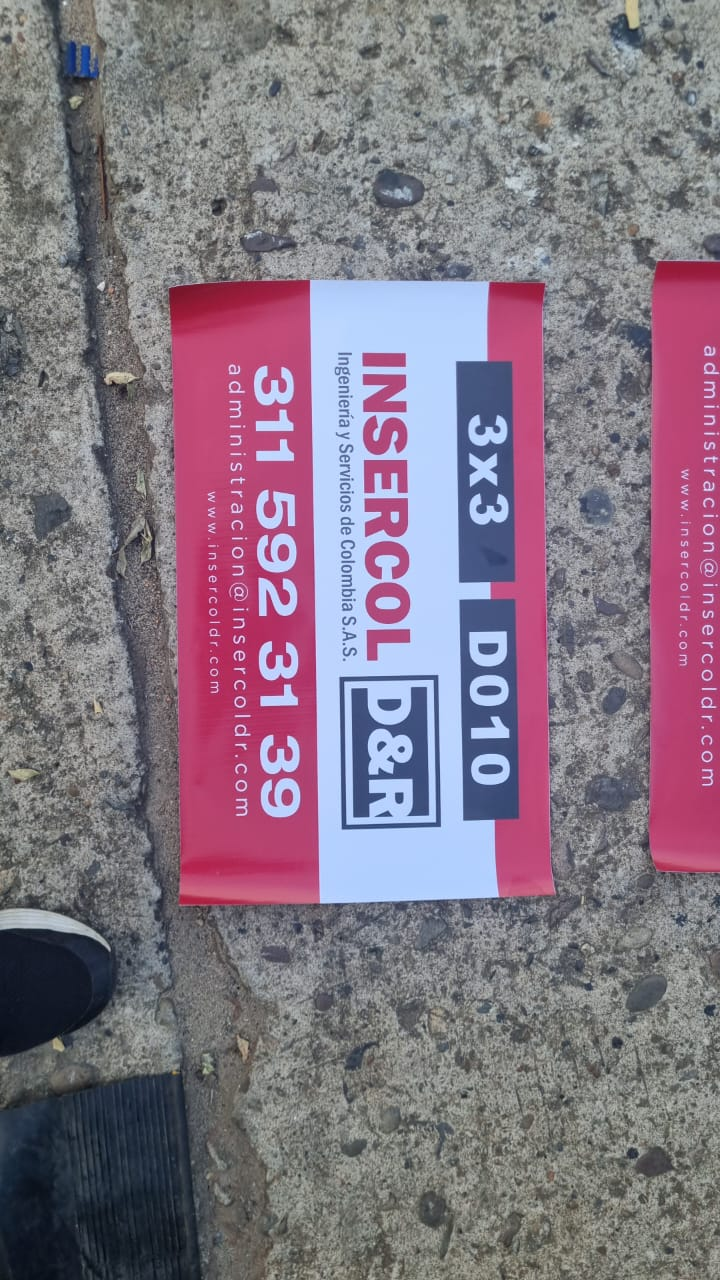 3x3 D010
INSERCOL D&R
Ingeniería y Servicios de Colombia S.A.S.
311 592 31 39
administracion@insercoldr.com
www.insercoldr.com
administracion@insercoldr.com
www.insercoldr.com